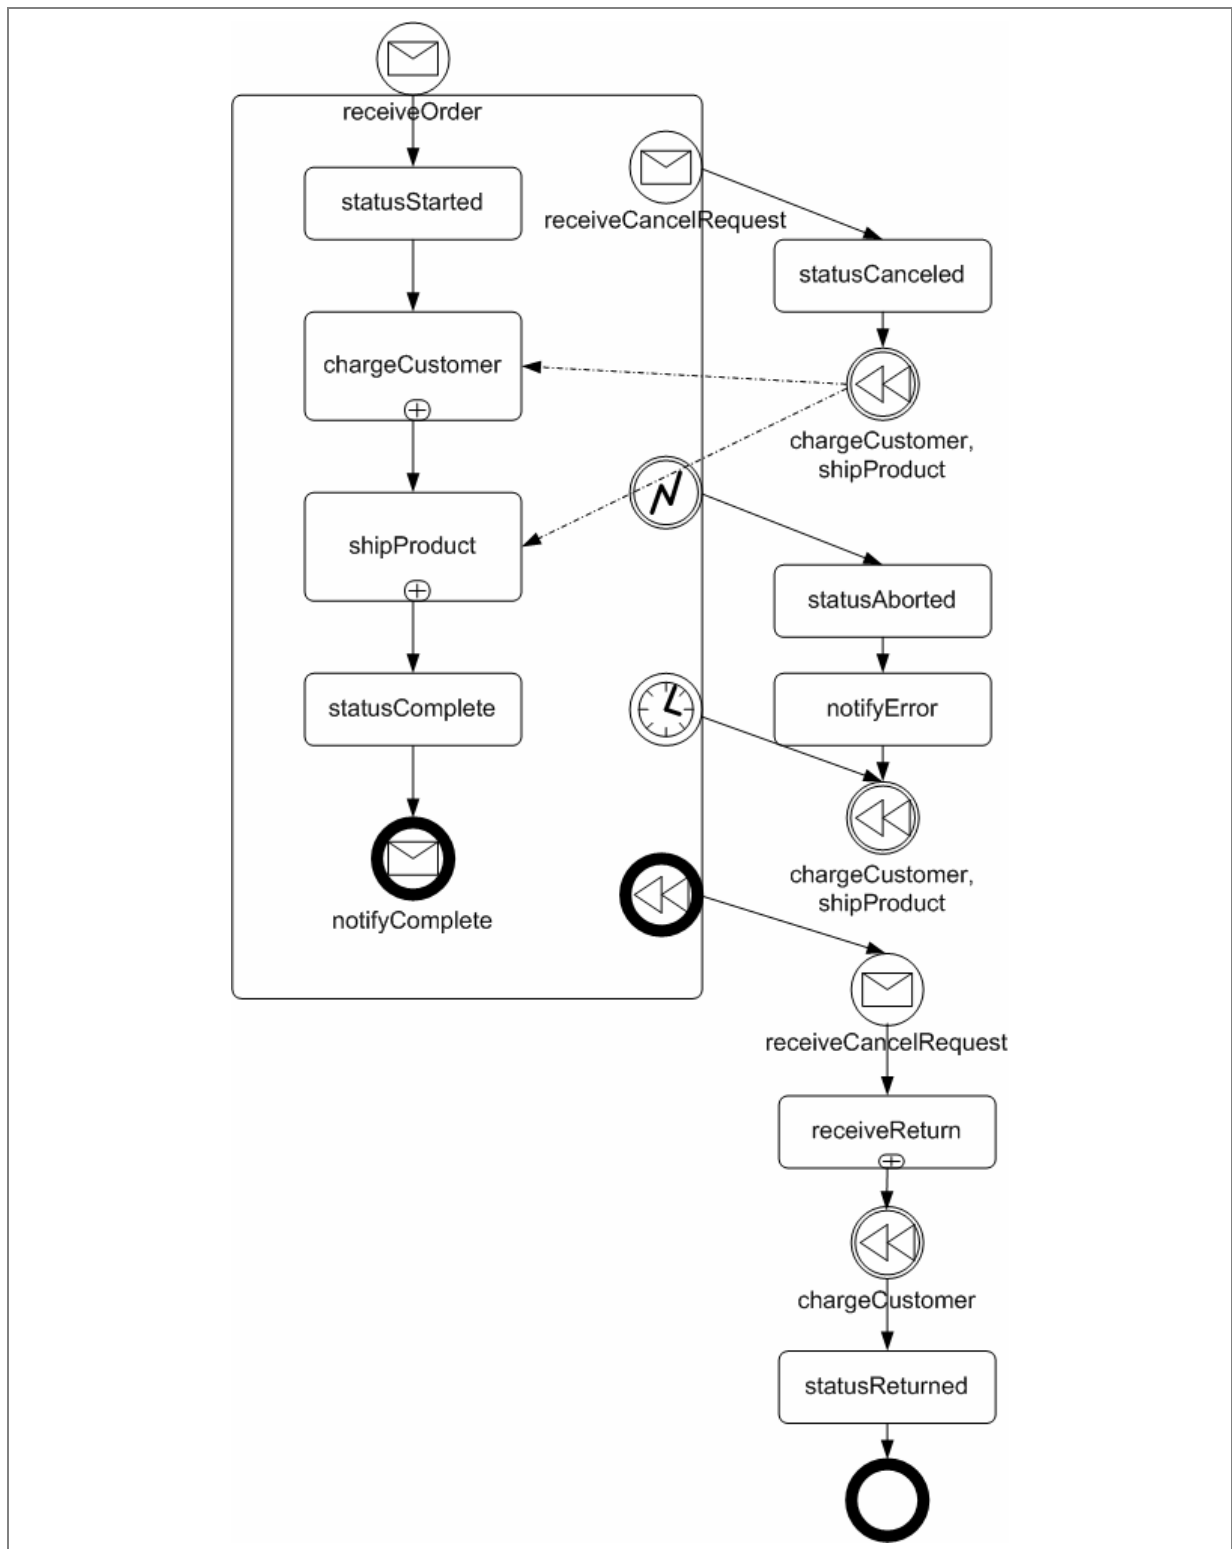 receiveOrder
statusStarted
receiveCancelRequest
statusCanceled
chargeCustomer
chargeCustomer,
shipProduct
shipProduct
statusAborted
statusComplete
notifyError
chargeCustomer,
shipProduct
notifyComplete
receiveCancelRequest
receiveReturn
chargeCustomer
statusReturned